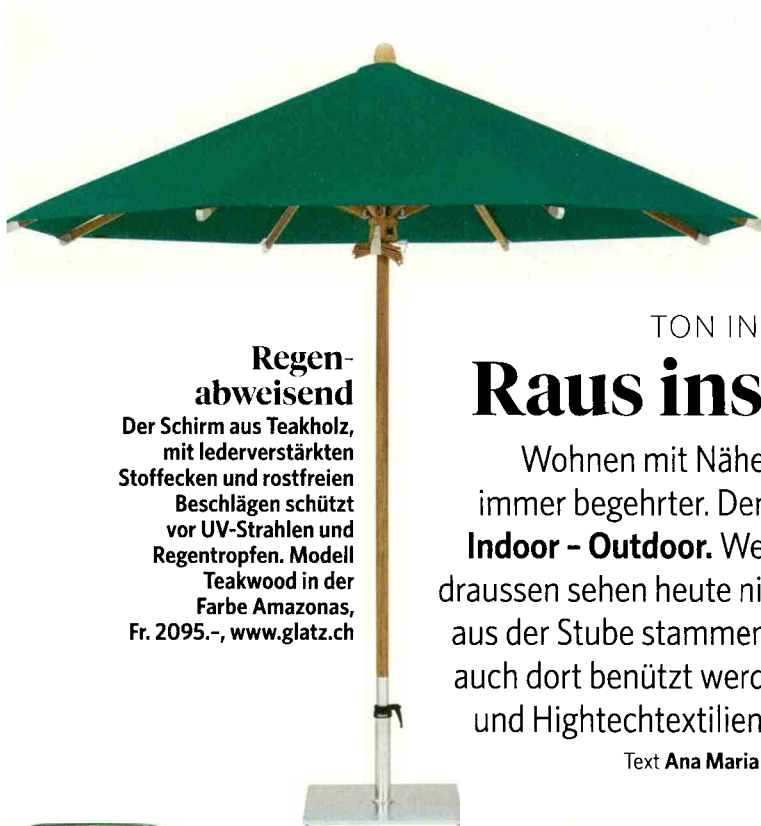 Regen-
abweisend
Der Schirm aus Teakholz,
mit lederverstärkten
Stoffecken und rostfreien
Beschlägen schützt
vor UV-Strahlen und
Regentropfen. Modell
Teakwood in der
Farbe Amazonas,
Fr. 2095.–, www.glatz.ch
TON IN
Raus ins
Wohnen mit Nähe
immer begehrter. Der
Indoor – Outdoor. We
draussen sehen heute ni
aus der Stube stammen
auch dort benützt werd
und Hightechtextilien
Text Ana Maria